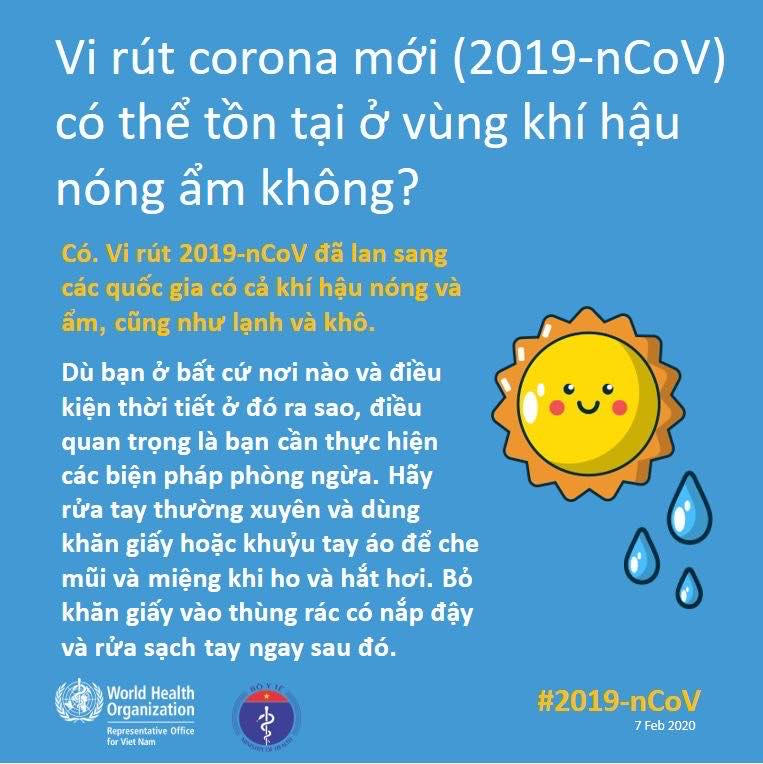 Vi rút corona mới (2019-nCoV)
có thể tồn tại ở vùng khí hậu
nóng ẩm không?
Có. Vi rút 2019-nCoV đã lan sang
các quốc gia có cả khí hậu nóng và
ẩm, cũng như lạnh và khô.
Dù bạn ở bất cứ nơi nào và điều
kiện thời tiết ở đó ra sao, điều
quan trọng là bạn cần thực hiện
các biện pháp phòng ngừa. Hãy
rửa tay thường xuyên và dùng
khăn giấy hoặc khuỷu tay áo để che
mũi và miệng khi ho và hắt hơi. Bỏ
khăn giấy vào thùng rác có nắp đậy
và rửa sạch tay ngay sau đó.
World Health
Organization
Representative Office
for Viet Nam
BỘ Y TẾ
MINISTRY OF HEALTH
#2019-nCoV
7 Feb 2020